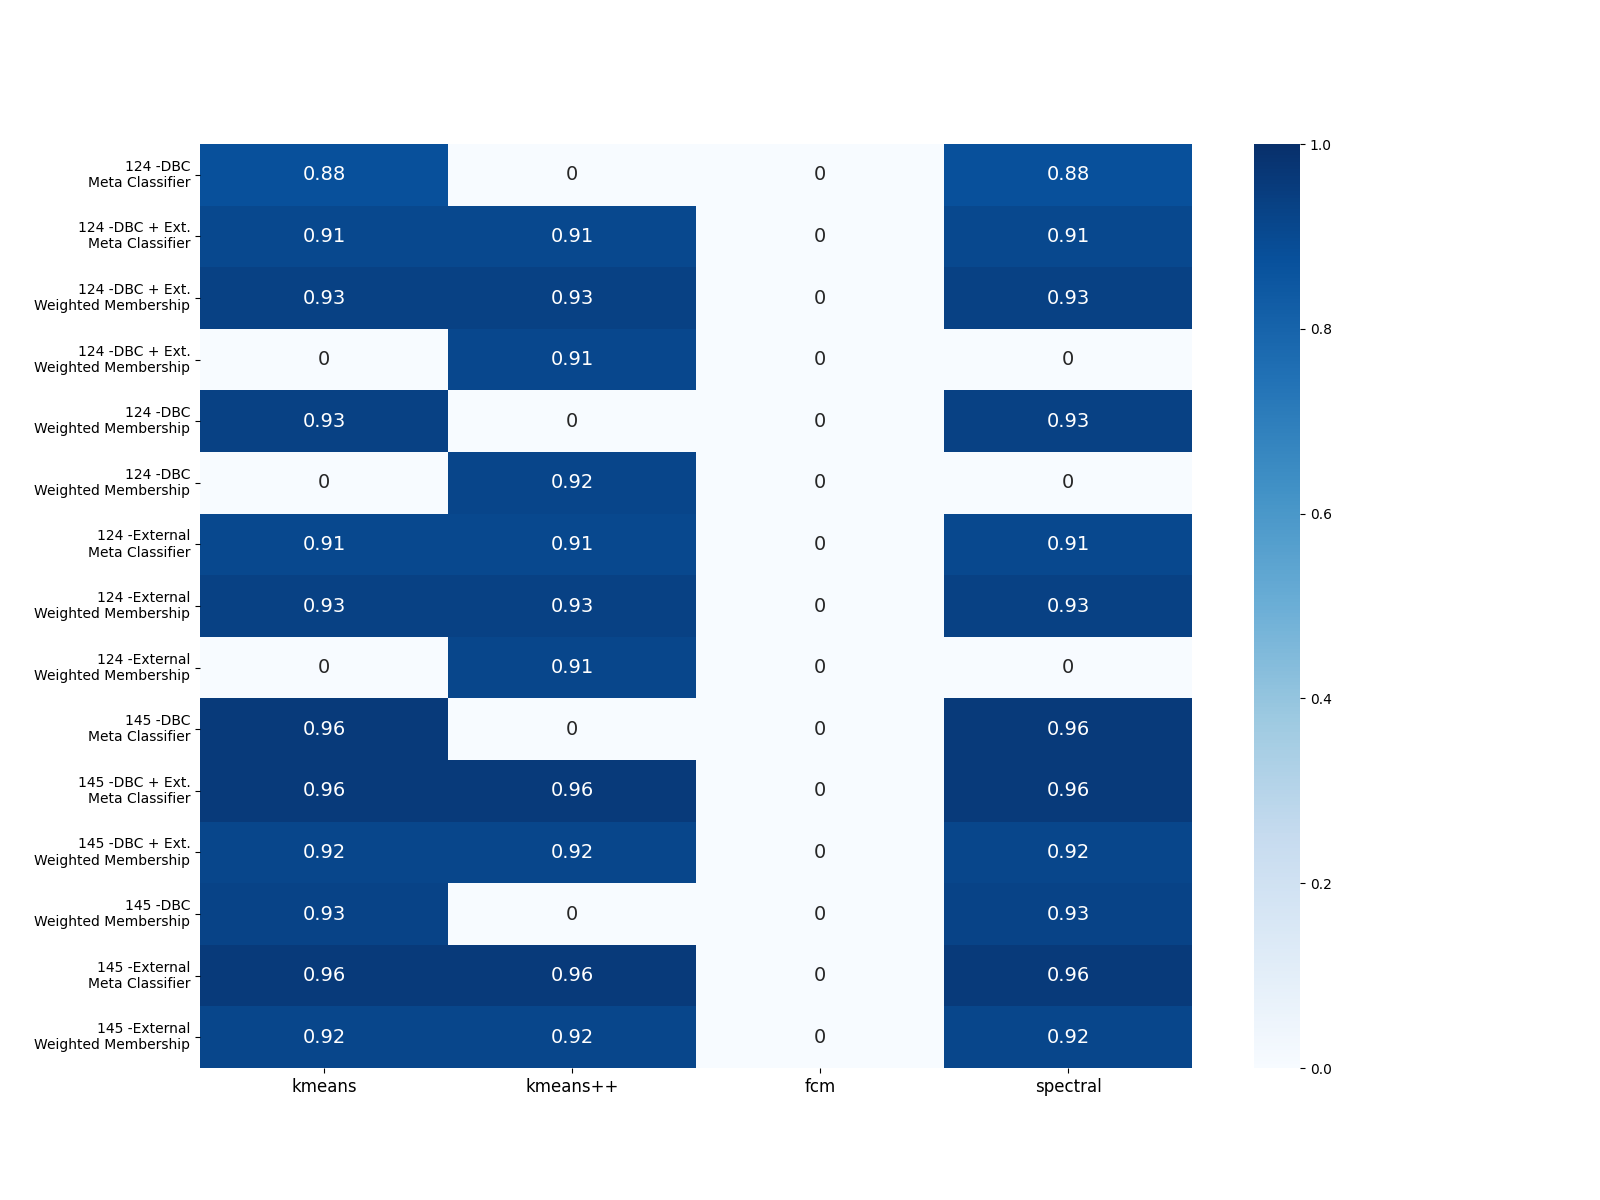 124 -DBC
Meta Classifier
0.88 0 0 0.88
124 -DBC + Ext.
Meta Classifier
0.91 0.91 0 0.91
124 -DBC + Ext.
Weighted Membership
0.93 0.93 0 0.93
124 -DBC + Ext.
Weighted Membership
0 0.91 0 0
124 -DBC
Weighted Membership
0.93 0 0 0.93
124 -DBC
Weighted Membership
0 0.92 0 0
124 -External
Meta Classifier
0.91 0.91 0 0.91
124 -External
Weighted Membership
0.93 0.93 0 0.93
124 -External
Weighted Membership
0 0.91 0 0
145 -DBC
Meta Classifier
0.96 0 0 0.96
145 -DBC + Ext.
Meta Classifier
0.96 0.96 0 0.96
145 -DBC + Ext.
Weighted Membership
0.92 0.92 0 0.92
145 -DBC
Weighted Membership
0.93 0 0 0.93
145 -External
Meta Classifier
0.96 0.96 0 0.96
145 -External
Weighted Membership
0.92 0.92 0 0.92
kmeans kmeans++ fcm spectral
1.0
0.8
0.6
0.4
0.2
0.0